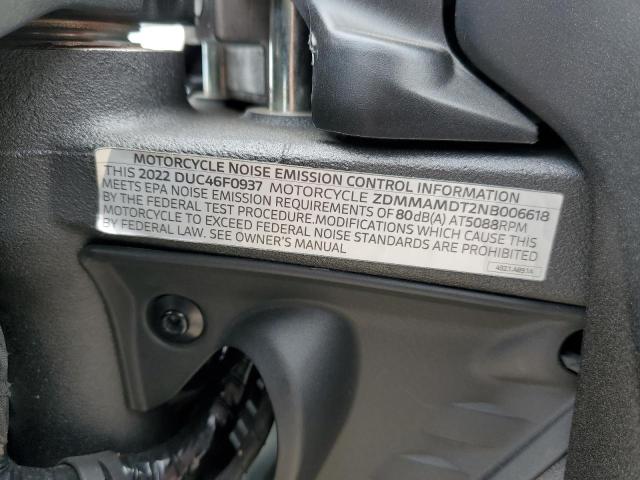 MOTORCYCLE NOISE EMISSION CONTROL INFORMATION
THIS 2022 DUC46F0937 MOTORCYCLE ZDMMAMDT2NB006618
MEETS EPA NOISE EMISSION REQUIREMENTS OF 80dB(A) AT5088RPM
BY THE FEDERAL TEST PROCEDURE.MODIFICATIONS WHICH CAUSE THIS
MOTORCYCLE TO EXCEED FEDERAL NOISE STANDARDS ARE PROHIBITED
BY FEDERAL LAW. SEE OWNER'S MANUAL